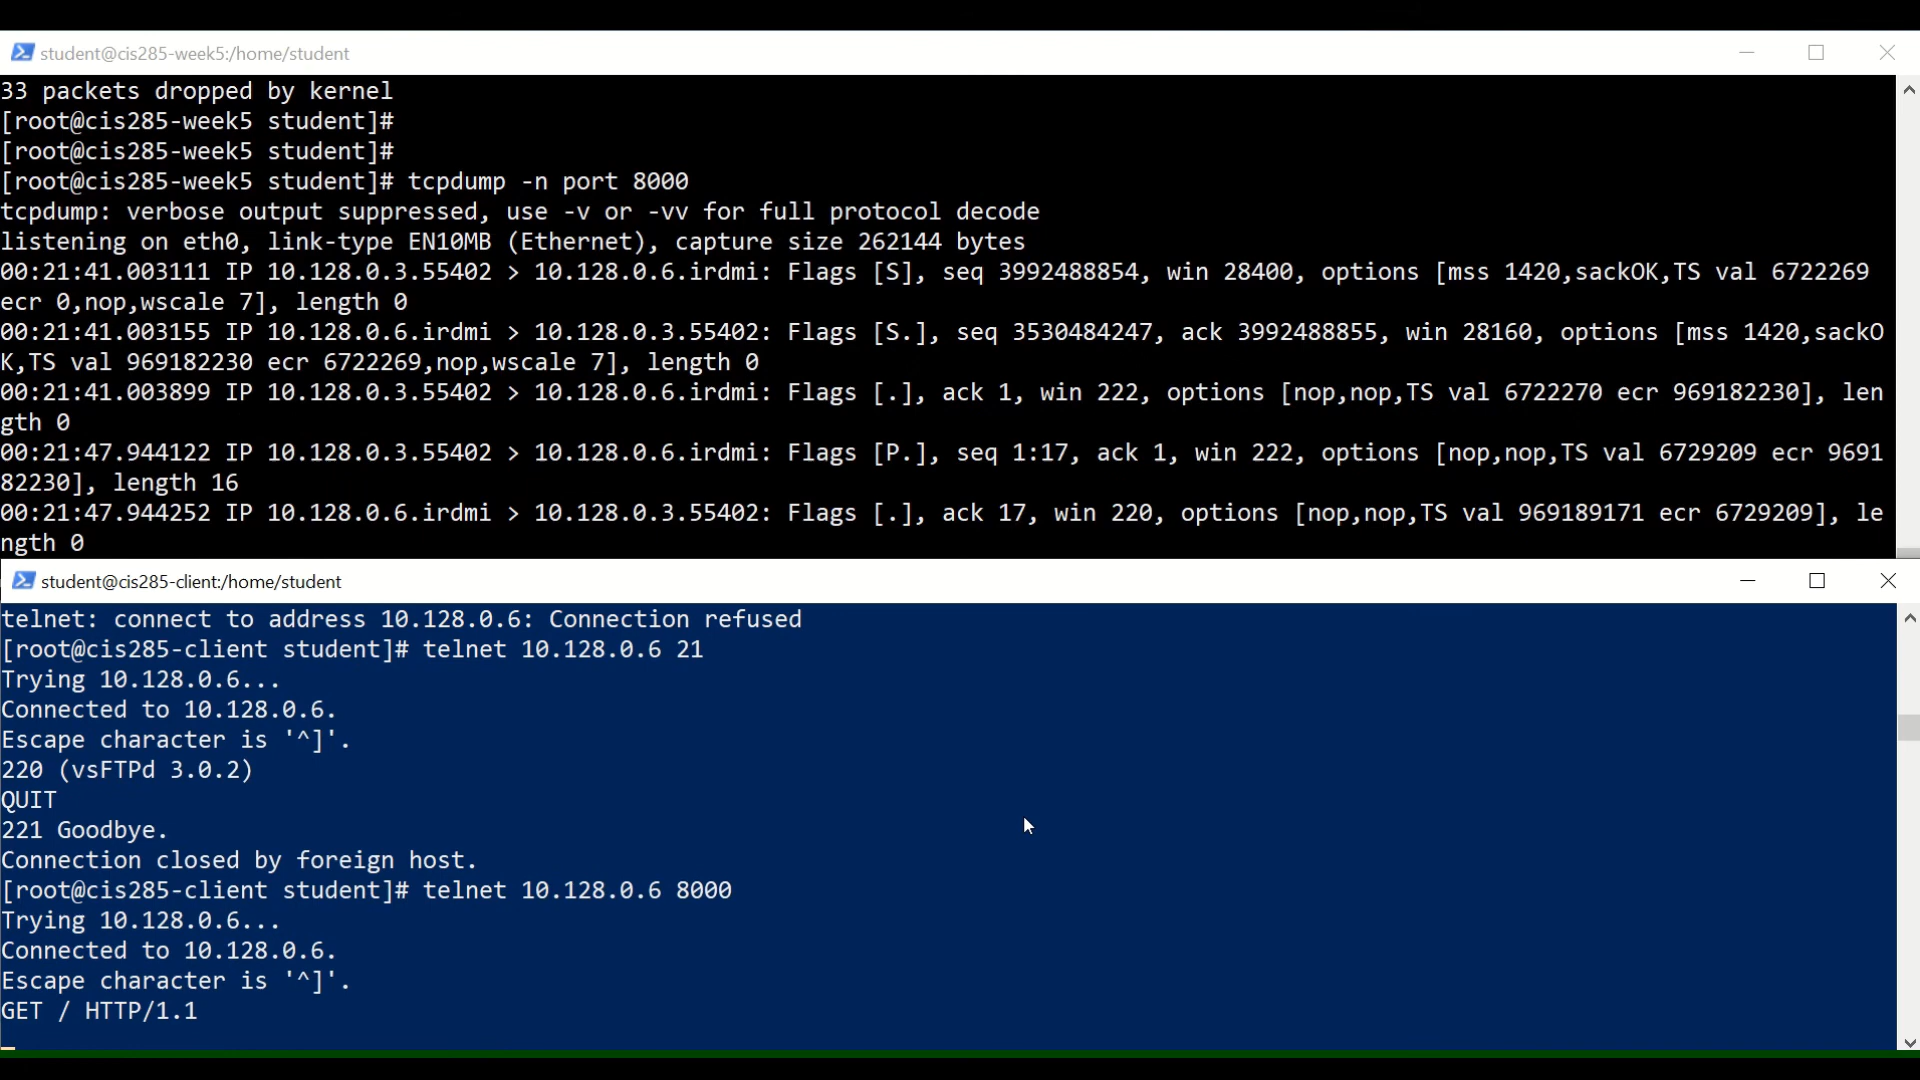 student@cis285-week5:/home/student
33 packets dropped by kernel
[root@cis285-week5 student]#
[root@cis285-week5 student]#
[root@cis285-week5 student]# tcpdump -n port 8000
tcpdump: verbose output suppressed, use -v or -vv for full protocol decode
listening on eth0, link-type EN10MB (Ethernet), capture size 262144 bytes
00:21:41.003111 IP 10.128.0.3.55402 > 10.128.0.6.irdmi: Flags [S], seq 3992488854, win 28400, options [mss 1420,sackOK,TS val 6722269
ecr 0,nop,wscale 7], length 0
00:21:41.003155 IP 10.128.0.6.irdmi > 10.128.0.3.55402: Flags [S.], seq 3530484247, ack 3992488855, win 28160, options [mss 1420,sackO
K,TS val 969182230 ecr 6722269,nop,wscale 7], length 0
00:21:41.003899 IP 10.128.0.3.55402 > 10.128.0.6.irdmi: Flags [.], ack 1, win 222, options [nop,nop,TS val 6722270 ecr 969182230], len
gth 0
00:21:47.944122 IP 10.128.0.3.55402 > 10.128.0.6.irdmi: Flags [P.], seq 1:17, ack 1, win 222, options [nop,nop,TS val 6729209 ecr 9691
82230], length 16
00:21:47.944252 IP 10.128.0.6.irdmi > 10.128.0.3.55402: Flags [.], ack 17, win 220, options [nop,nop,TS val 969189171 ecr 6729209], le
ngth 0
student@cis285-client:/home/student
telnet: connect to address 10.128.0.6: Connection refused
[root@cis285-client student]# telnet 10.128.0.6 21
Trying 10.128.0.6...
Connected to 10.128.0.6.
Escape character is '^]'.
220 (vsFTPd 3.0.2)
QUIT
221 Goodbye.
Connection closed by foreign host.
[root@cis285-client student]# telnet 10.128.0.6 8000
Trying 10.128.0.6...
Connected to 10.128.0.6.
Escape character is '^]'.
GET / HTTP/1.1